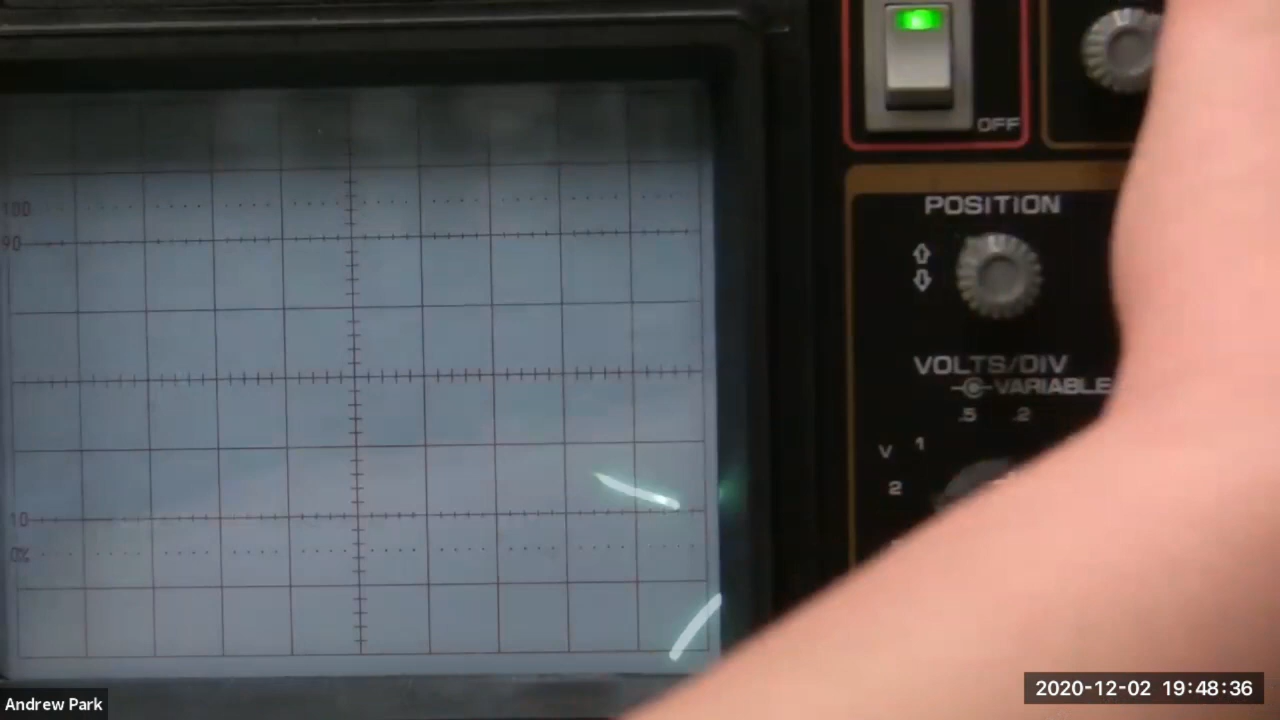 OFF
POSITION
100
90
VOLTS/DIV
VARIABLE
.5 .2
V 1
2
10
0%
Andrew Park
2020-12-02 19:48:36